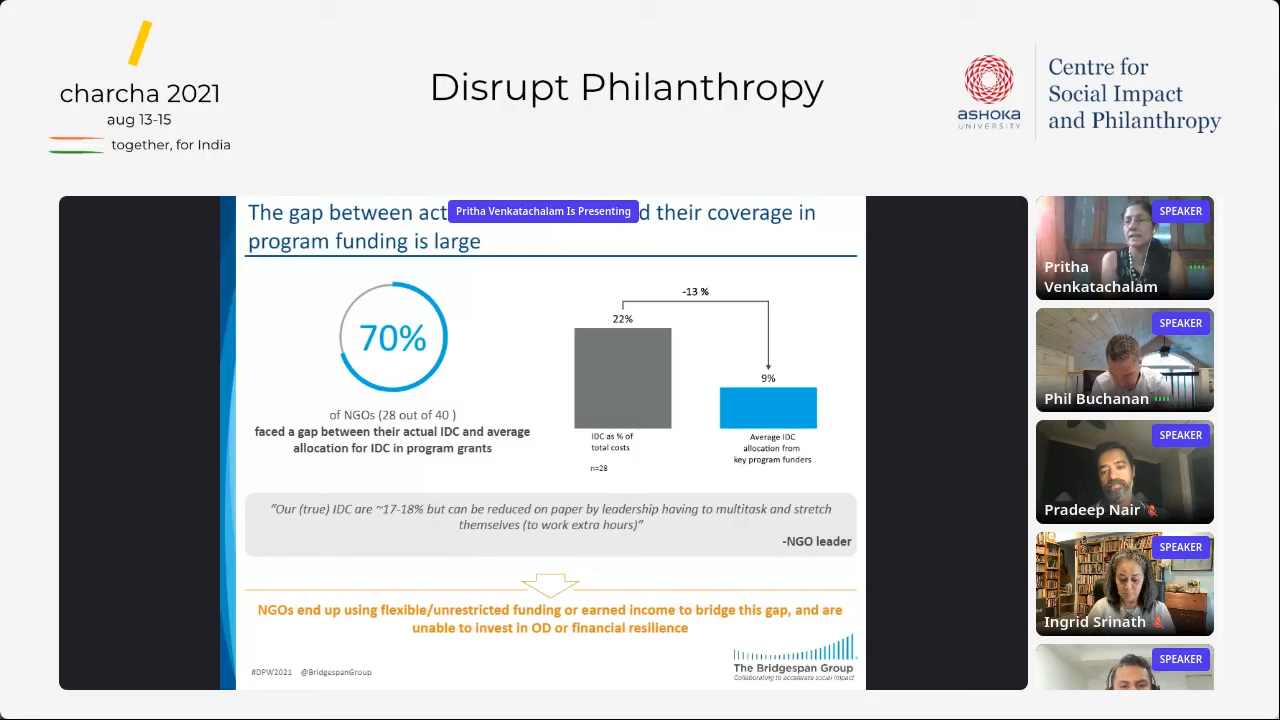 charcha 2021
aug 13-15
together, for India
Disrupt Philanthropy
ASHOKA
UNIVERSITY
Centre for
Social Impact
and Philanthropy
The gap between act
Pritha Venkatachalam Is Presenting
d their coverage in
program funding is large
70%
of NGOs (28 out of 40 )
faced a gap between their actual IDC and average
allocation for IDC in program grants
-13 %
22%
9%
IDC as % of
total costs
n=28
Average IDC
allocation from
key program funders
"Our (true) IDC are ~17-18% but can be reduced on paper by leadership having to multitask and stretch
themselves (to work extra hours)"
-NGO leader
NGOs end up using flexible/unrestricted funding or earned income to bridge this gap, and are
unable to invest in OD or financial resilience
#DPW2021 @BridgespanGroup
The Bridgespan Group
Collaborating to accelerate social impact
SPEAKER
Pritha
Venkatachalam
SPEAKER
Phil Buchanan
SPEAKER
Pradeep Nair
SPEAKER
Ingrid Srinath
SPEAKER